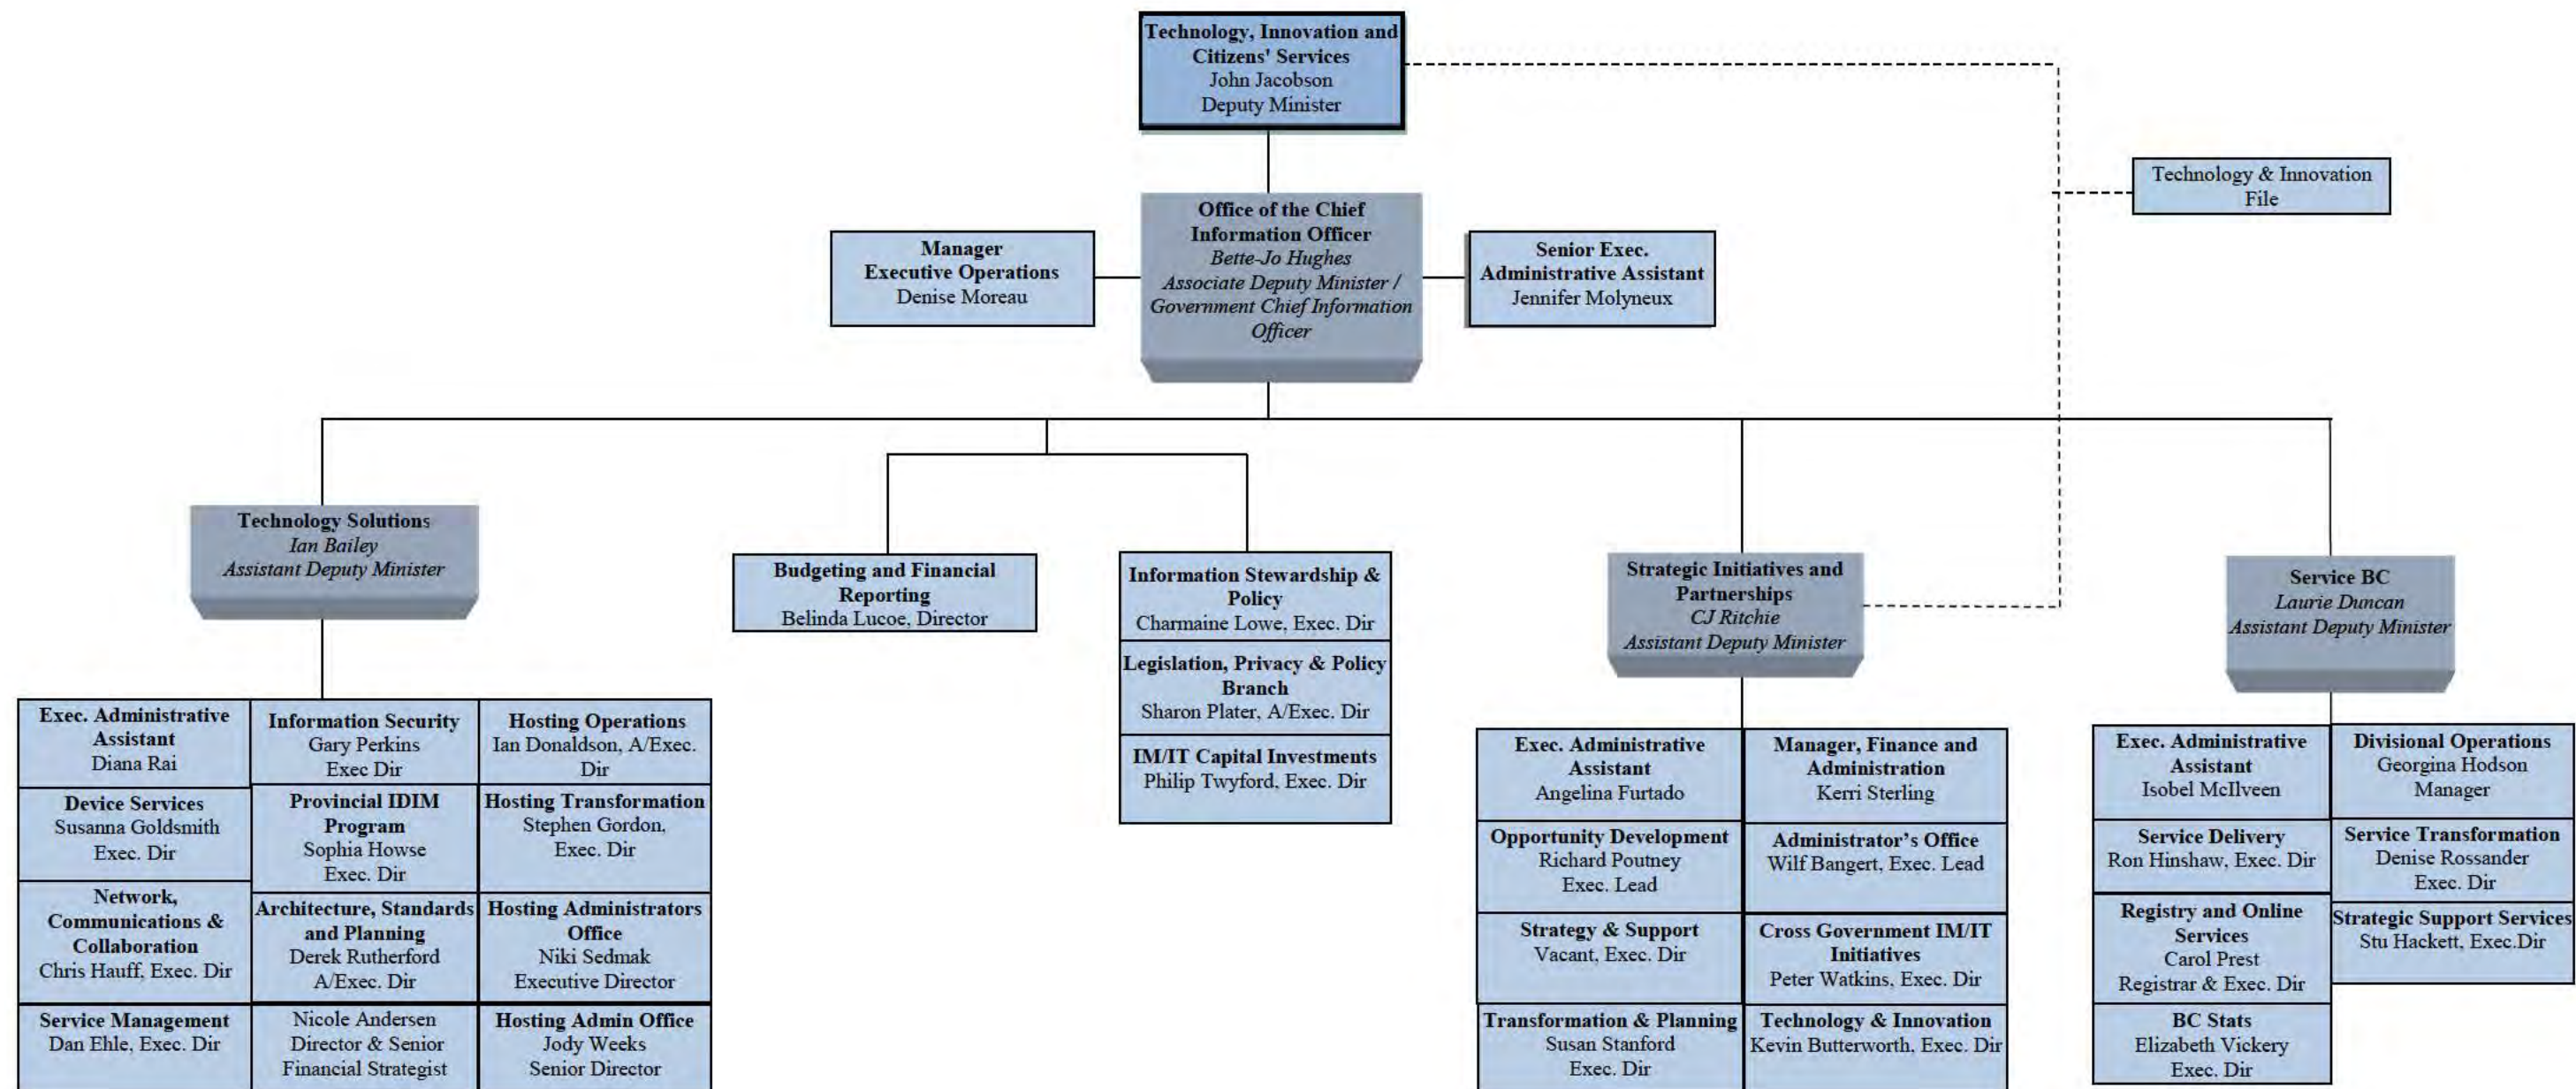 Technology, Innovation and
Citizens' Services
John Jacobson
Deputy Minister
Technology & Innovation
File
Office of the Chief
Information Officer
Bette-Jo Hughes
Associate Deputy Minister /
Government Chief Information
Officer
Manager
Executive Operations
Denise Moreau
Senior Exec.
Administrative Assistant
Jennifer Molyneux
Technology Solutions
Ian Bailey
Assistant Deputy Minister
Budgeting and Financial
Reporting
Belinda Lucoe, Director
Information Stewardship &
Policy
Charmaine Lowe, Exec. Dir
Legislation, Privacy & Policy
Branch
Sharon Plater, A/Exec. Dir
IM/IT Capital Investments
Philip Twyford, Exec. Dir
Strategic Initiatives and
Partnerships
CJ Ritchie
Assistant Deputy Minister
Service BC
Laurie Duncan
Assistant Deputy Minister
Exec. Administrative
Assistant
Diana Rai
Device Services
Susanna Goldsmith
Exec. Dir
Network,
Communications &
Collaboration
Chris Hauff, Exec. Dir
Service Management
Dan Ehle, Exec. Dir
Information Security
Gary Perkins
Exec Dir
Provincial IDIM
Program
Sophia Howse
Exec. Dir
Architecture, Standards
and Planning
Derek Rutherford
A/Exec. Dir
Nicole Andersen
Director & Senior
Financial Strategist
Hosting Operations
Ian Donaldson, A/Exec.
Dir
Hosting Transformation
Stephen Gordon,
Exec. Dir
Hosting Administrators
Office
Niki Sedmak
Executive Director
Hosting Admin Office
Jody Weeks
Senior Director
Exec. Administrative
Assistant
Angelina Furtado
Opportunity Development
Richard Poutney
Exec. Lead
Strategy & Support
Vacant, Exec. Dir
Transformation & Planning
Susan Stanford
Exec. Dir
Manager, Finance and
Administration
Kerri Sterling
Administrator’s Office
Wilf Bangert, Exec. Lead
Cross Government IM/IT
Initiatives
Peter Watkins, Exec. Dir
Technology & Innovation
Kevin Butterworth, Exec. Dir
Exec. Administrative
Assistant
Isobel McIlveen
Service Delivery
Ron Hinshaw, Exec. Dir
Registry and Online
Services
Carol Prest
Registrar & Exec. Dir
BC Stats
Elizabeth Vickery
Exec. Dir
Divisional Operations
Georgina Hodson
Manager
Service Transformation
Denise Rossander
Exec. Dir
Strategic Support Services
Stu Hackett, Exec.Dir